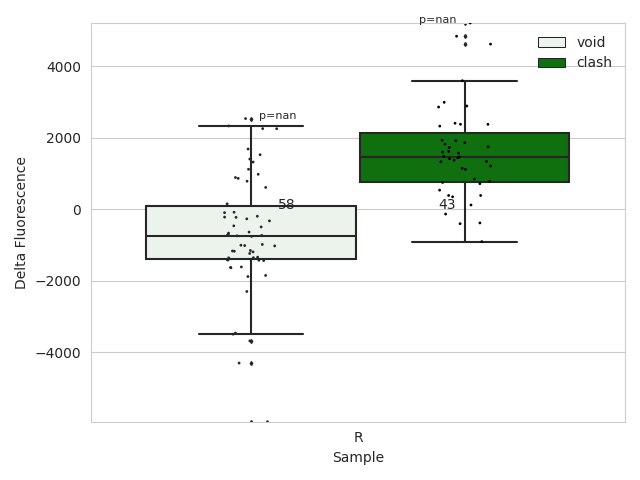 p=nan
void
clash
p=nan
4000
2000
0
−2000
−4000
58
43
Delta Fluorescence
R
Sample